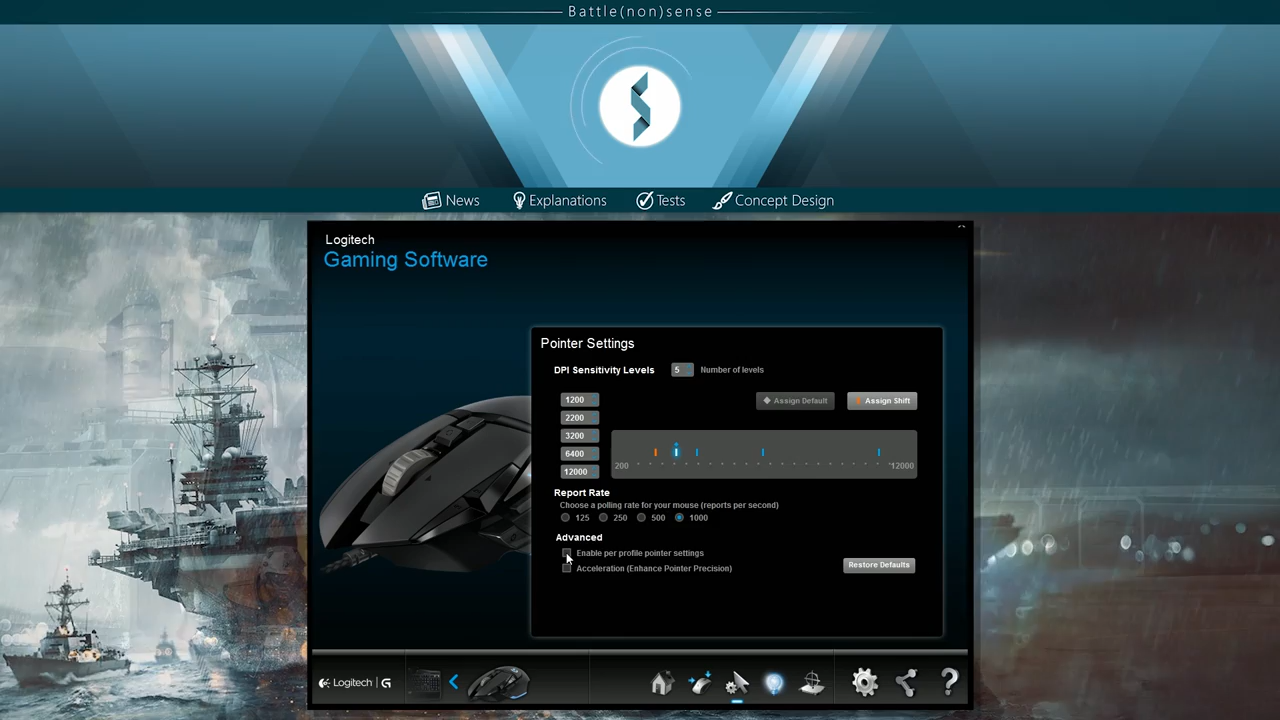 Battle(non)sense
News Explanations Tests Concept Design
Logitech
Gaming Software
Pointer Settings
DPI Sensitivity Levels 5 Number of levels
1200
Assign Default Assign Shift
2200
3200
6400
200 12000
12000
Report Rate
Choose a polling rate for your mouse (reports per second)
125 250 500 1000
Advanced
Enable per profile pointer settings
Acceleration (Enhance Pointer Precision)
Restore Defaults
Logitech G
?